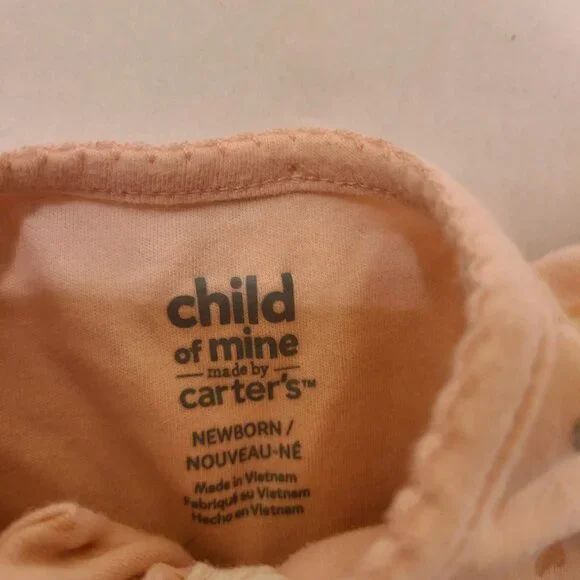 child
of mine
made by
carter's™
NEWBORN /
NOUVEAU-NÉ
Made in Vietnam
Fabriqué au Vietnam
Hecho en Vietnam